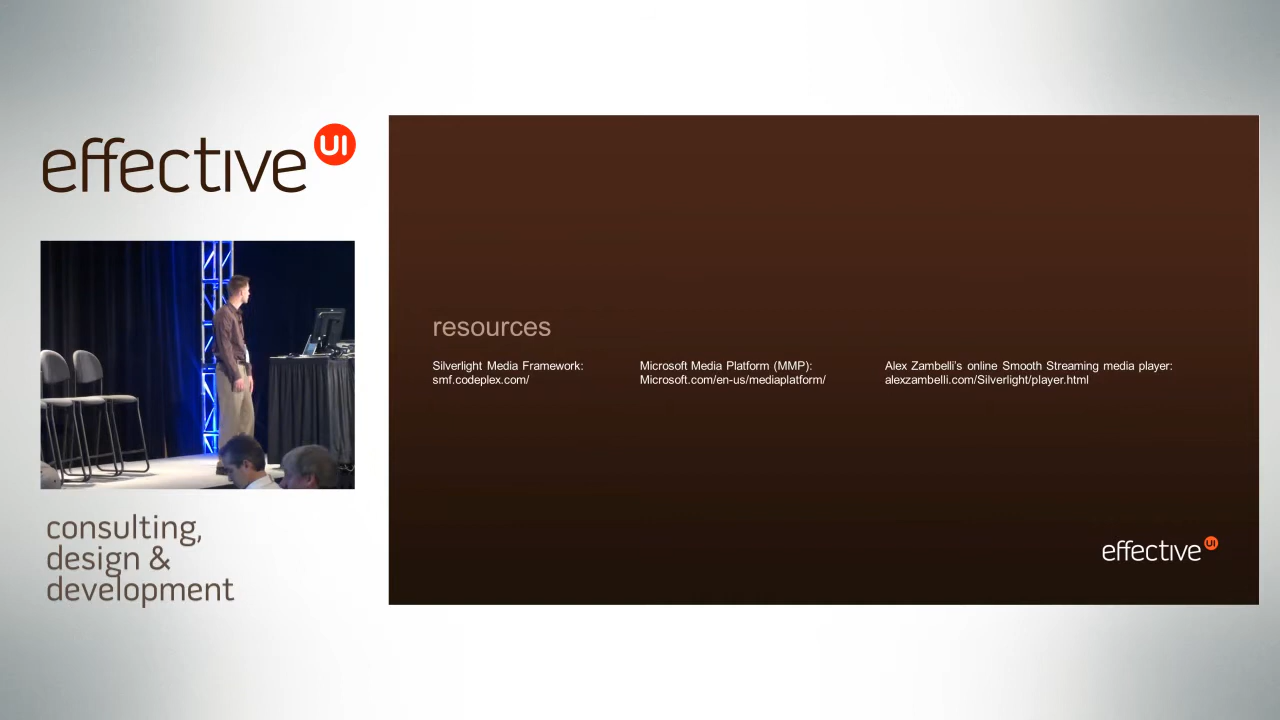 effective UI
consulting,
design &
development
resources
Silverlight Media Framework:
smf.codeplex.com/
Microsoft Media Platform (MMP):
Microsoft.com/en-us/mediaplatform/
Alex Zambelli's online Smooth Streaming media player:
alexzambelli.com/Silverlight/player.html
effective UI